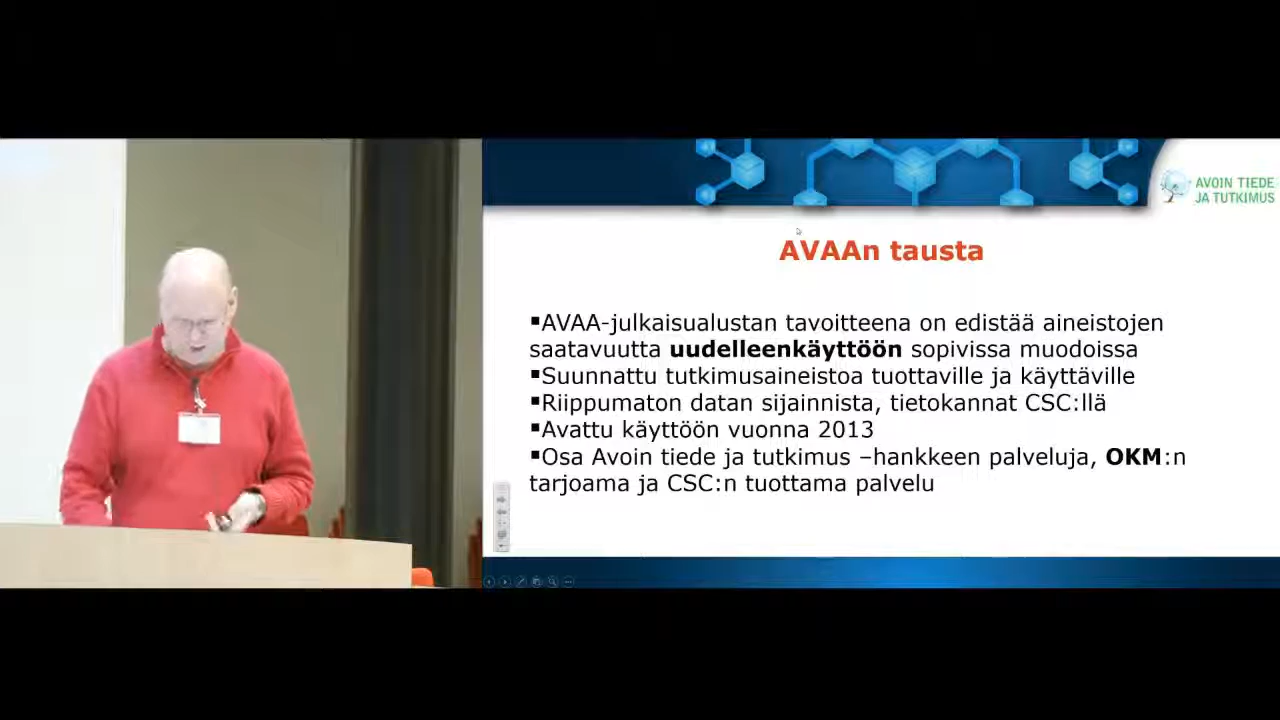 AVOIN TIEDE
JA TUTKIMUS
AVAAn tausta
▪AVAA-julkaisualustan tavoitteena on edistää aineistojen
saatavuutta uudelleenkäyttöön sopivissa muodoissa
▪Suunnattu tutkimusaineistoa tuottaville ja käyttäville
▪Riippumaton datan sijainnista, tietokannat CSC:llä
▪Avattu käyttöön vuonna 2013
▪Osa Avoin tiede ja tutkimus –hankkeen palveluja, OKM:n
tarjoama ja CSC:n tuottama palvelu